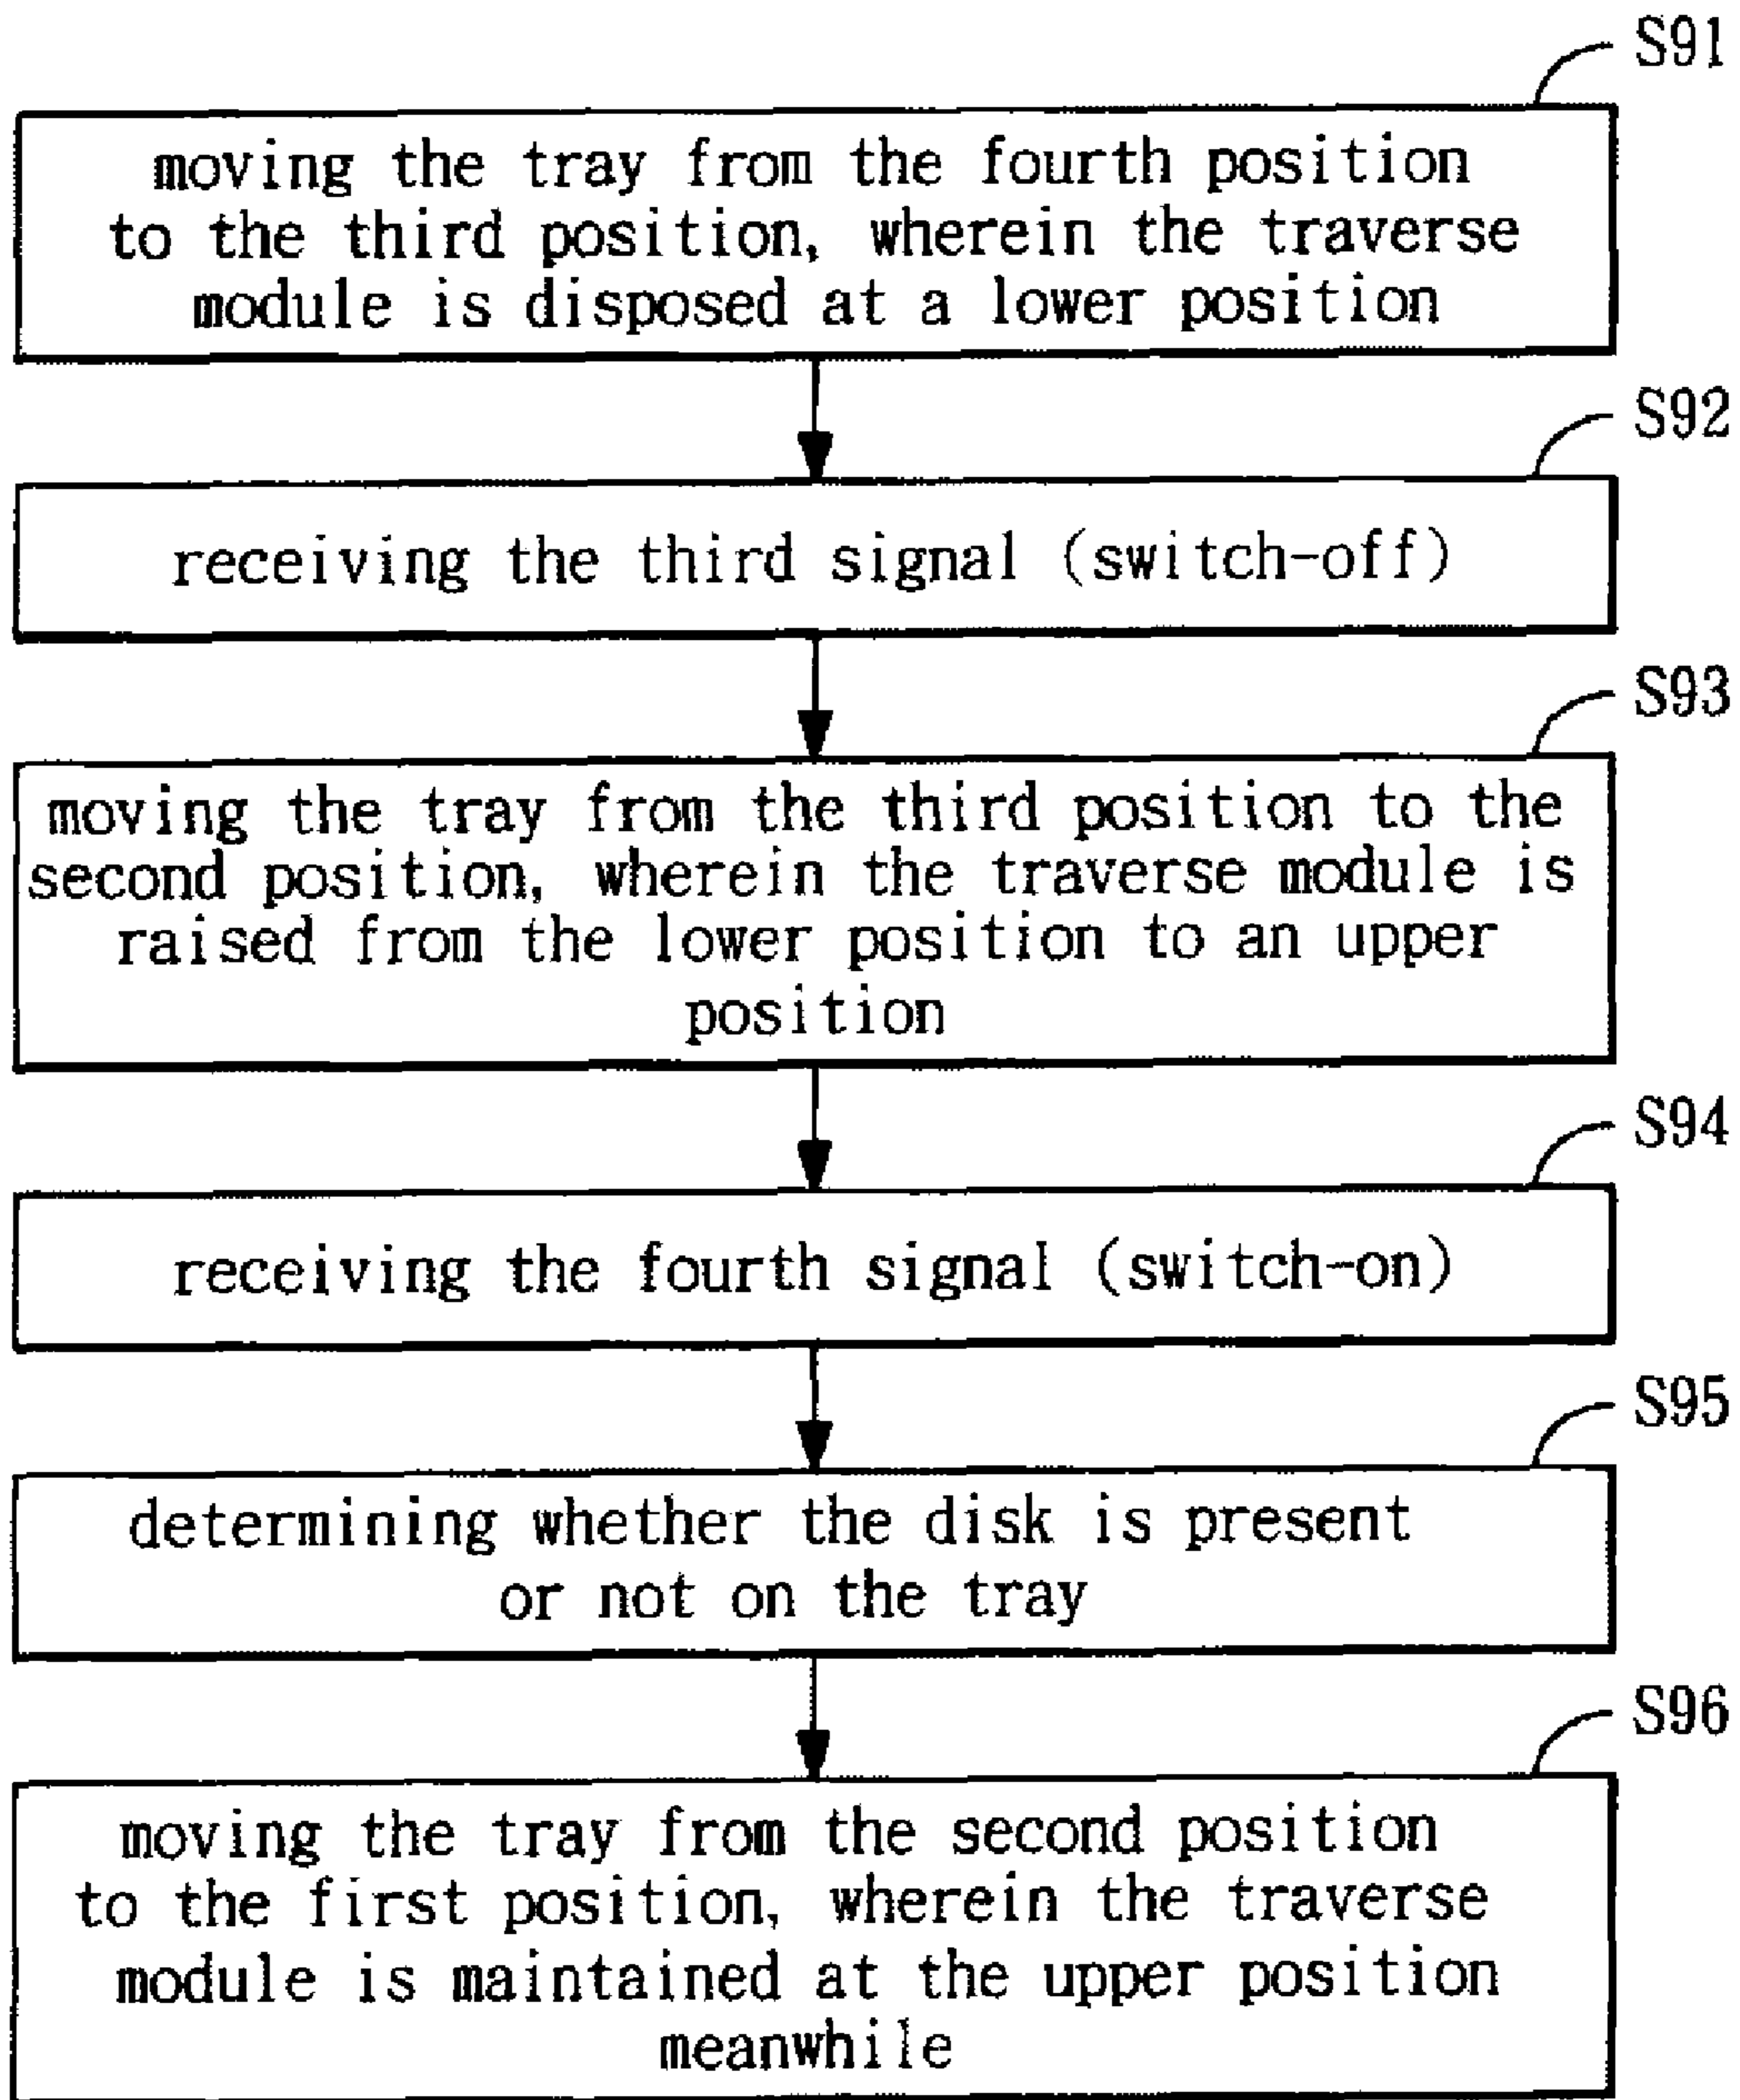 S91
moving the tray from the fourth position
to the third position, wherein the traverse
module is disposed at a lower position
S92
receiving the third signal (switch-off)
S93
moving the tray from the third position to the
second position, wherein the traverse module is
raised from the lower position to an upper
position
S94
receiving the fourth signal (switch-on)
S95
determining whether the disk is present
or not on the tray
S96
moving the tray from the second position
to the first position, wherein the traverse
module is maintained at the upper position
meanwhile